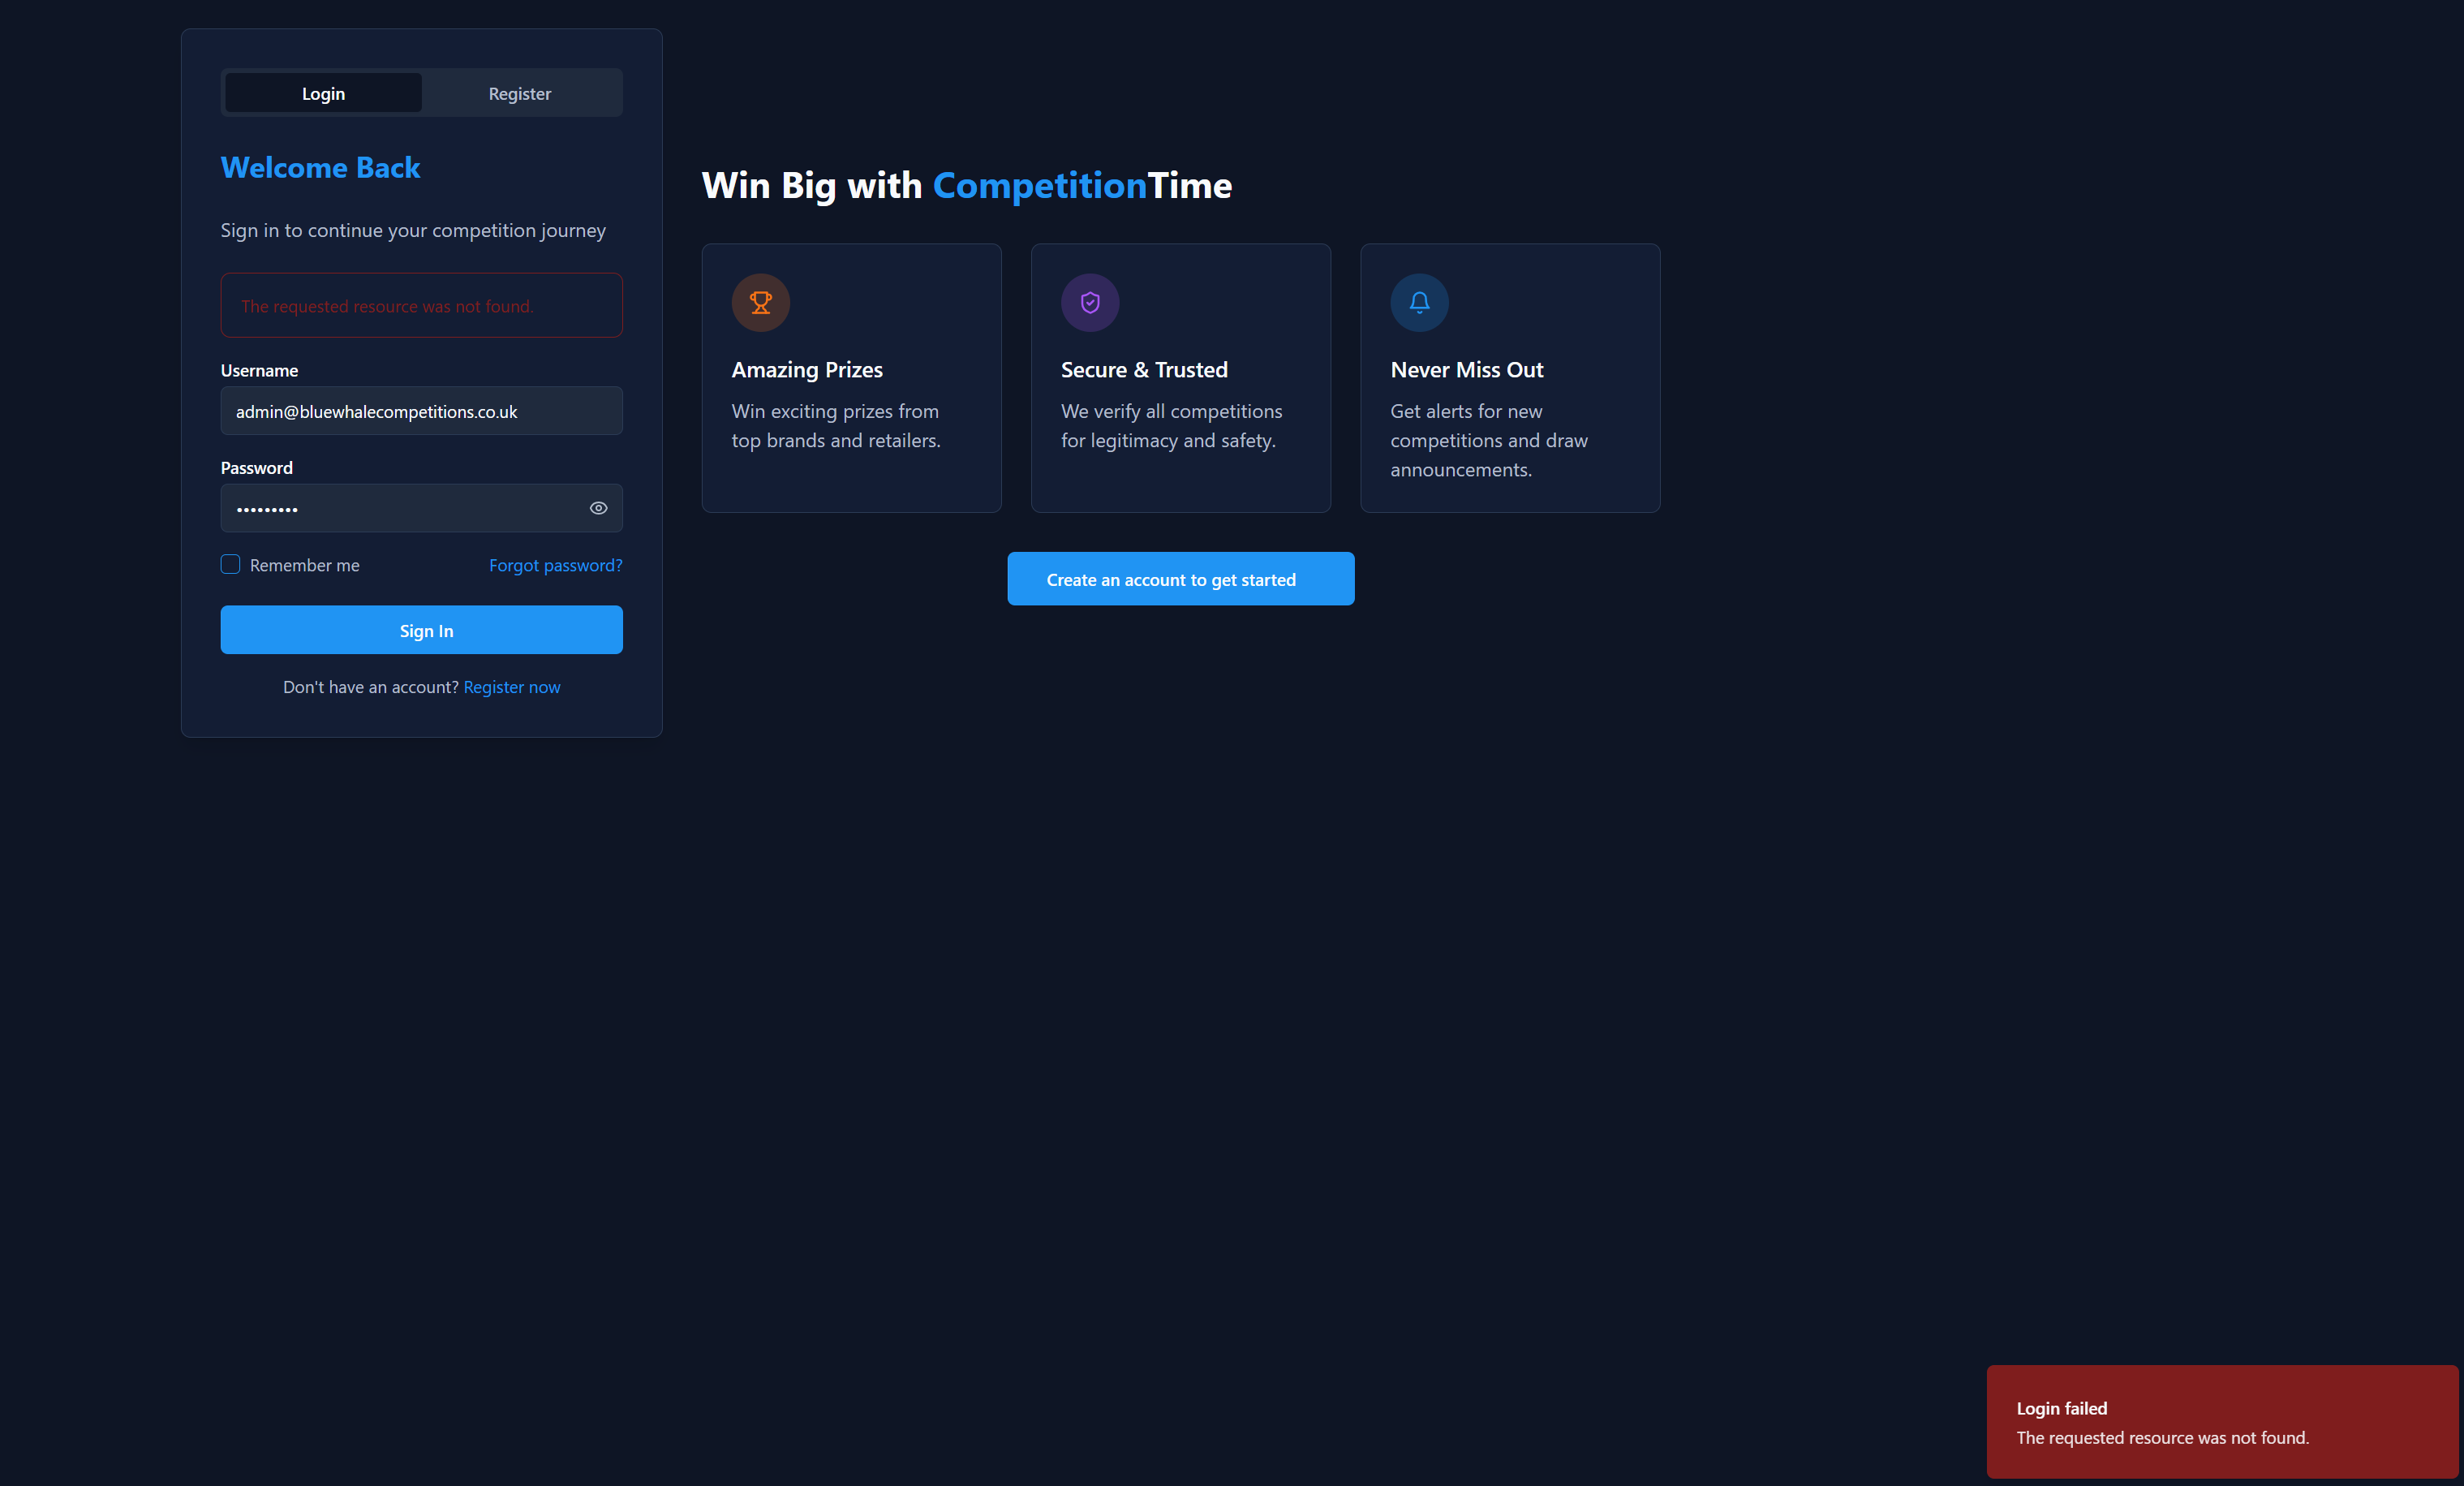 Login
Register
Welcome Back
Sign in to continue your competition journey
The requested resource was not found.
Username
admin@bluewhalecompetitions.co.uk
Password
•••••••••
Remember me
Forgot password?
Sign In
Don't have an account? Register now
Win Big with CompetitionTime
Amazing Prizes
Win exciting prizes from
top brands and retailers.
Secure & Trusted
We verify all competitions
for legitimacy and safety.
Never Miss Out
Get alerts for new
competitions and draw
announcements.
Create an account to get started
Login failed
The requested resource was not found.